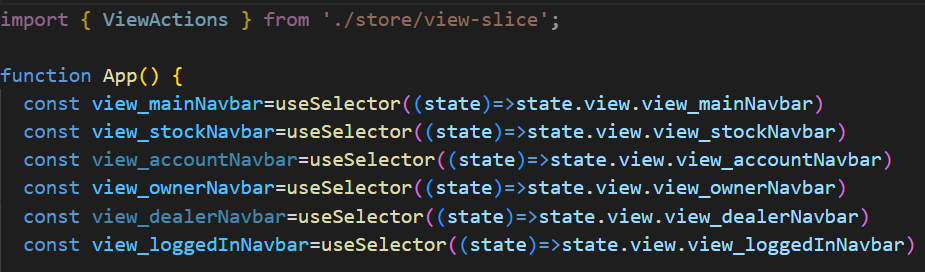 import { ViewActions } from './store/view-slice';
function App() {
const view_mainNavbar=useSelector((state)=>state.view.view_mainNavbar)
const view_stockNavbar=useSelector((state)=>state.view.view_stockNavbar)
const view_accountNavbar=useSelector((state)=>state.view.view_accountNavbar)
const view_ownerNavbar=useSelector((state)=>state.view.view_ownerNavbar)
const view_dealerNavbar=useSelector((state)=>state.view.view_dealerNavbar)
const view_loggedInNavbar=useSelector((state)=>state.view.view_loggedInNavbar)